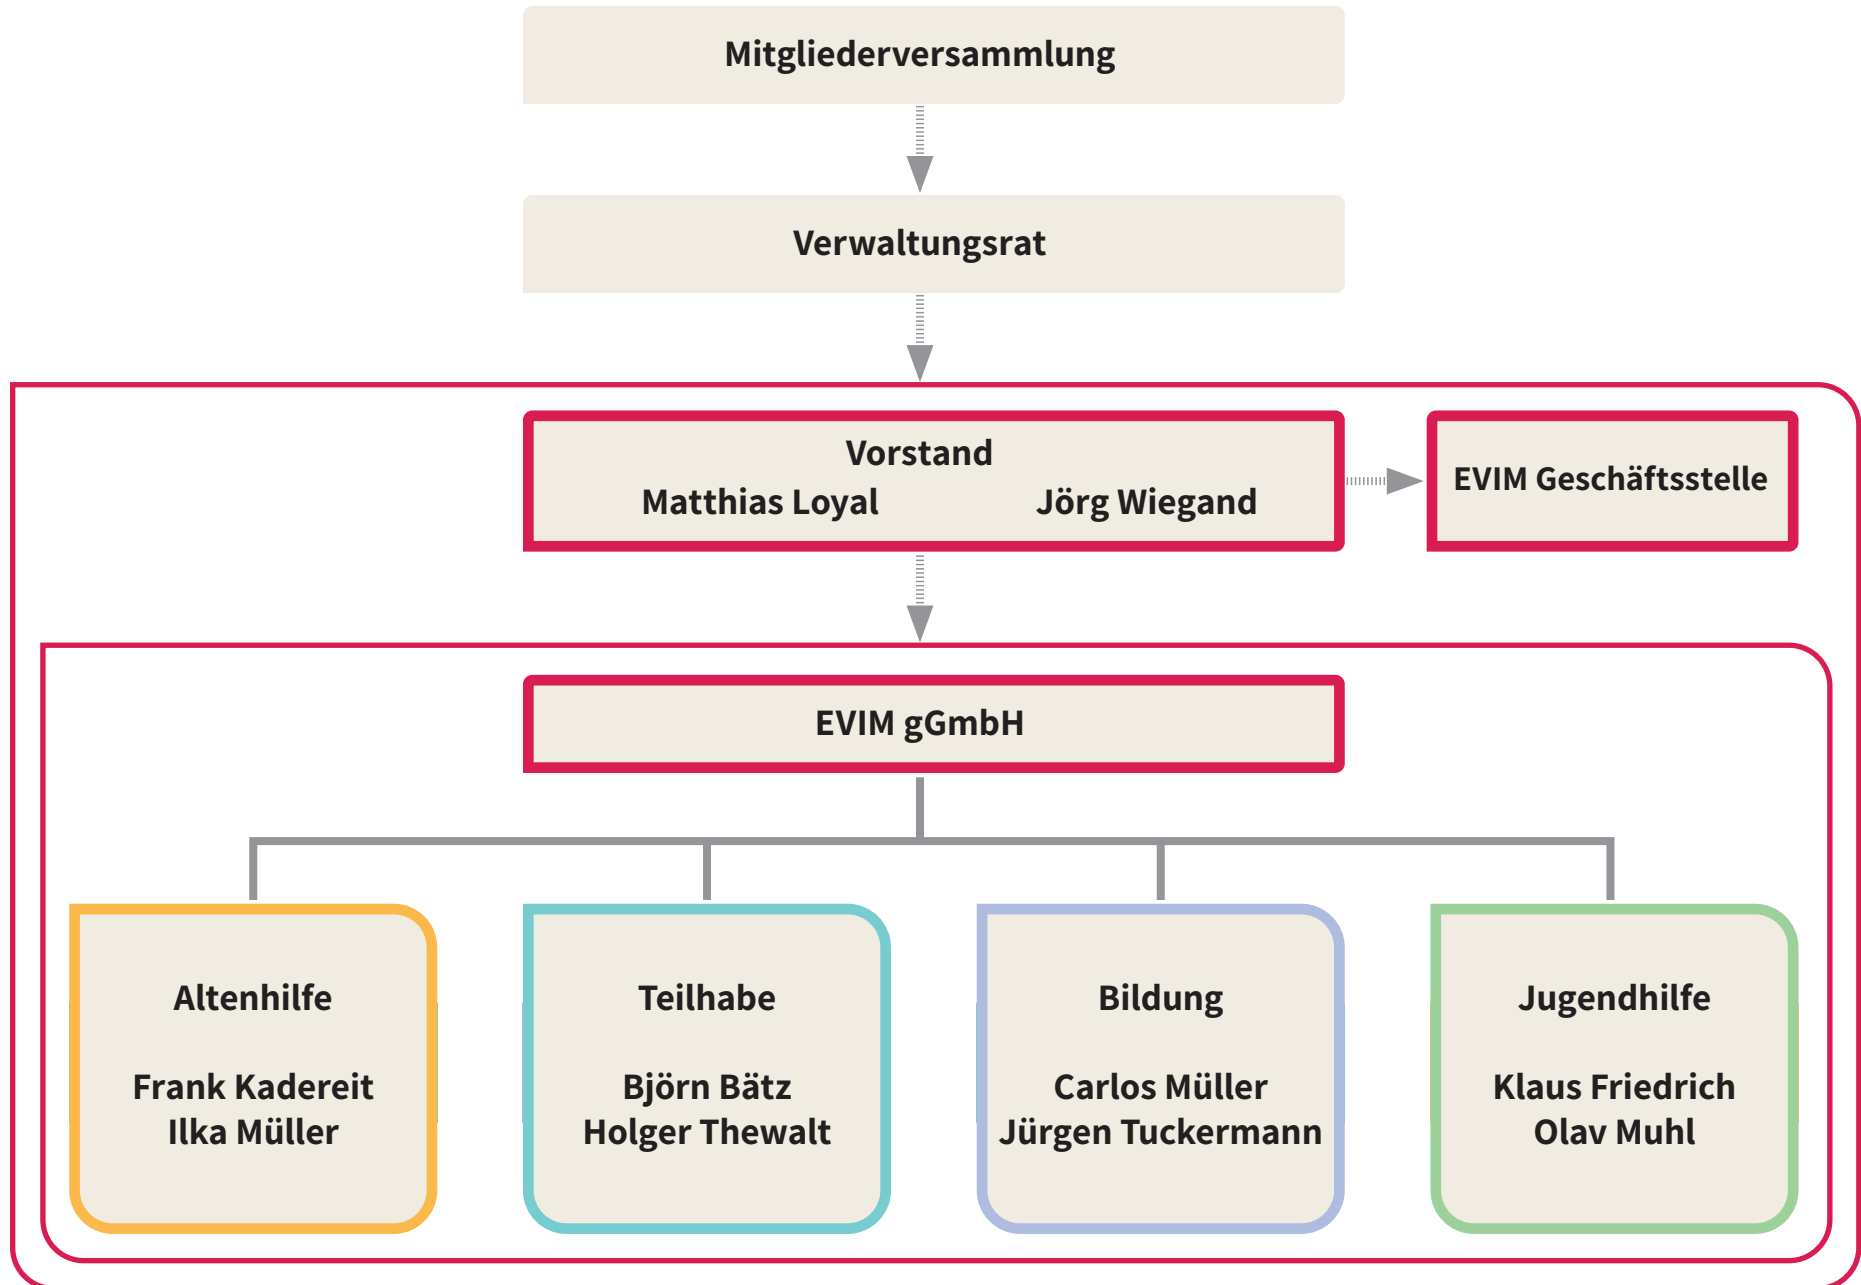 Mitgliederversammlung
Verwaltungsrat
Vorstand
Matthias Loyal Jörg Wiegand
EVIM Geschäftsstelle
EVIM gGmbH
Altenhilfe
Frank Kadereit
Ilka Müller
Teilhabe
Björn Bätz
Holger Thewalt
Bildung
Carlos Müller
Jürgen Tuckermann
Jugendhilfe
Klaus Friedrich
Olav Muhl